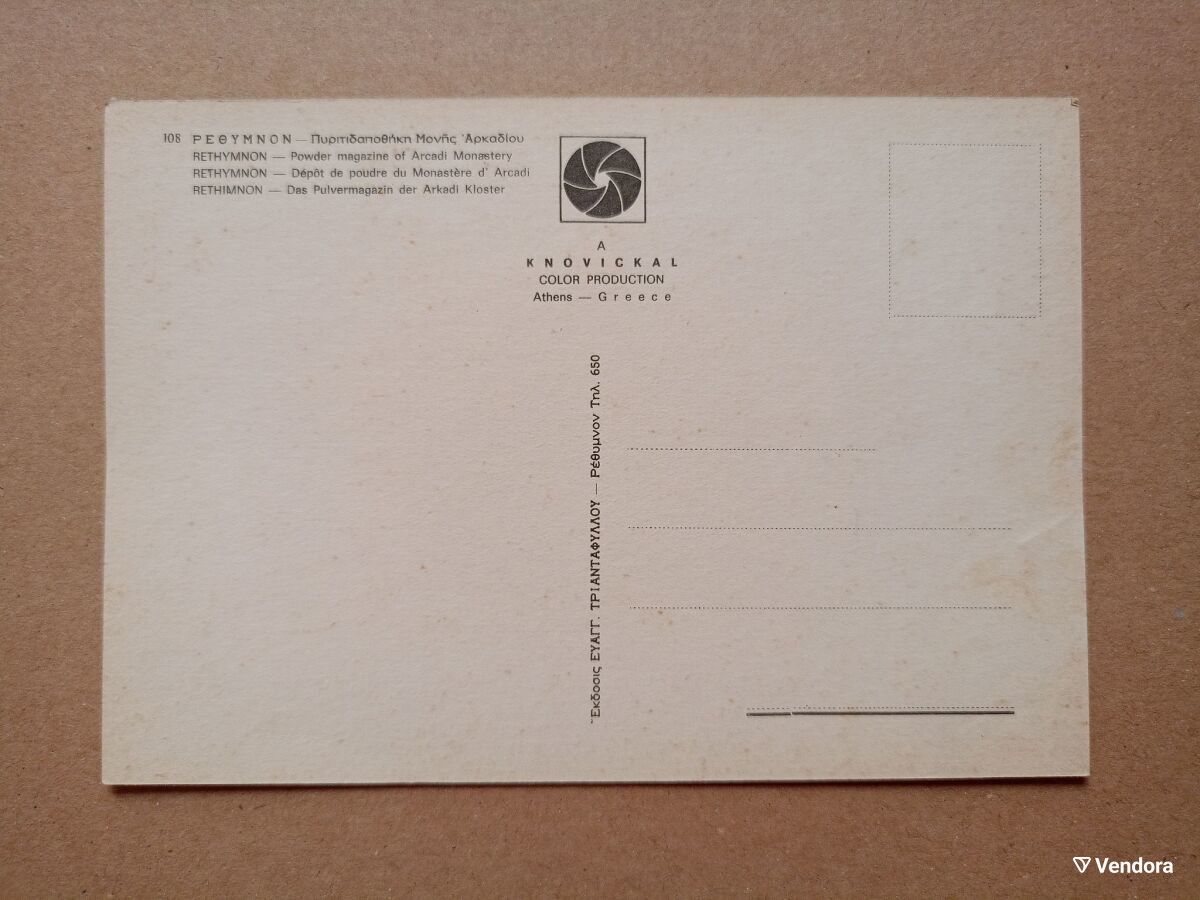 108 ΡΕΘΥΜΝΟΝ — Πυριτιδαποθήκη Μονῆς Ἀρκαδίου
RETHYMNON — Powder magazine of Arcadi Monastery
RETHYMNON — Dépôt de poudre du Monastère d' Arcadi
RETHIMNON — Das Pulvermagazin der Arkadi Kloster
A
KNOVICKAL
COLOR PRODUCTION
Athens — Greece
Ἔκδοσις ΕΥΑΓΓ. ΤΡΙΑΝΤΑΦΥΛΛΟΥ — Ρέθυμνον Τηλ. 650
Vendora